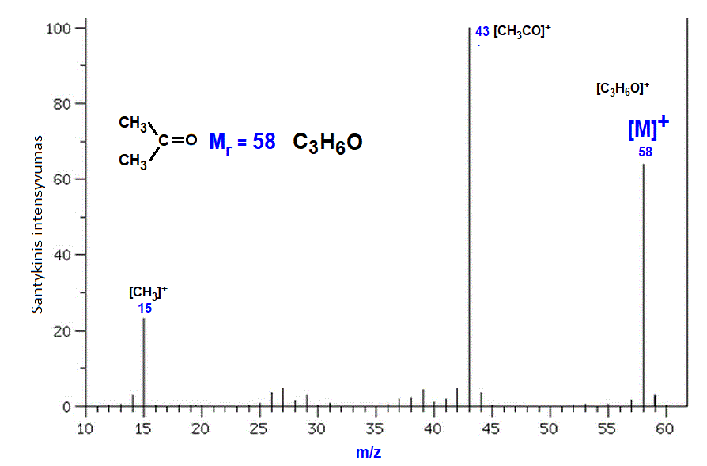 100
80
60
40
20
0
Santykinis intensyvumas
43 [CH₃CO]⁺
[C₃H₆O]⁺
[M]⁺
58
CH₃
C=O
CH₃
Mᵣ = 58 C₃H₆O
[CH₃]⁺
15
10 15 20 25 30 35 40 45 50 55 60
m/z